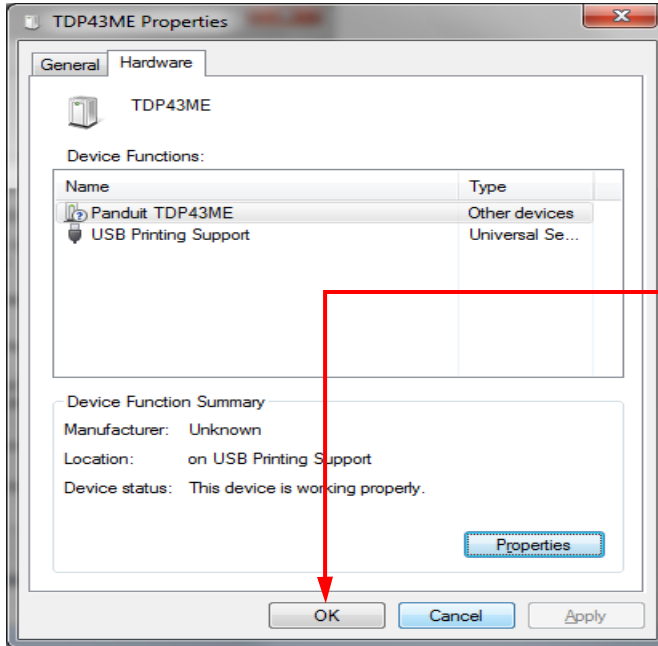 TDP43ME Properties
General Hardware
TDP43ME
Device Functions:
Name Type
Panduit TDP43ME Other devices
USB Printing Support Universal Se...
Device Function Summary
Manufacturer: Unknown
Location: on USB Printing Support
Device status: This device is working properly.
Properties
OK Cancel Apply